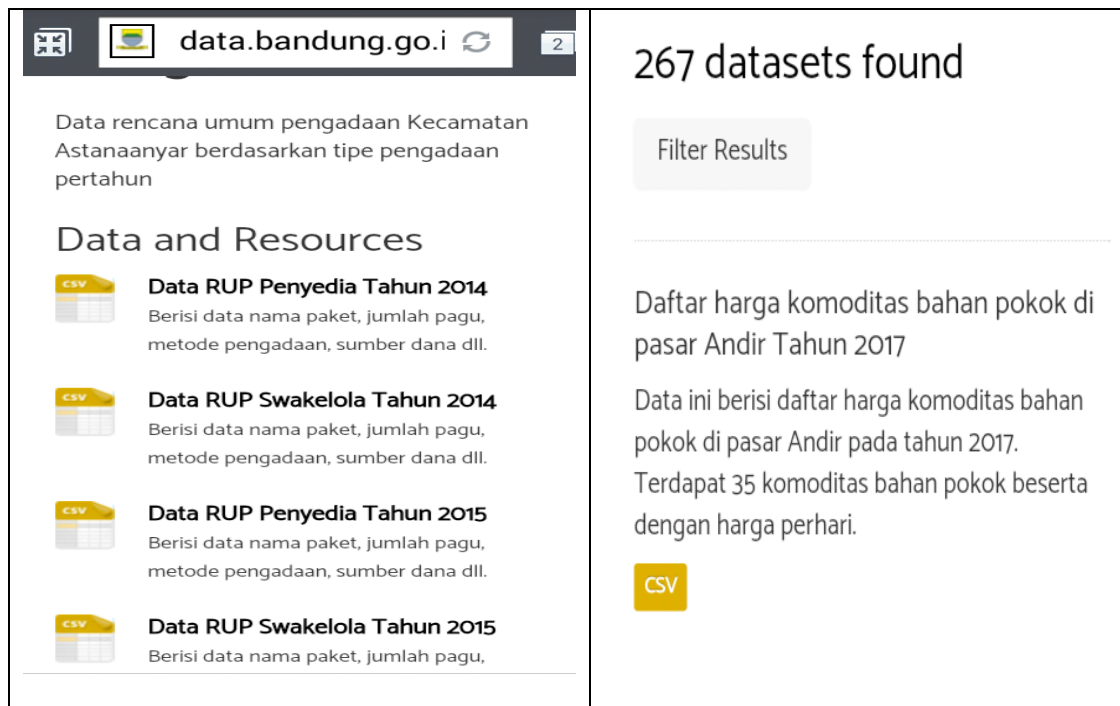 data.bandung.go.i
2
Data rencana umum pengadaan Kecamatan
Astanaanyar berdasarkan tipe pengadaan
pertahun
Data and Resources
CSV
Data RUP Penyedia Tahun 2014
Berisi data nama paket, jumlah pagu,
metode pengadaan, sumber dana dll.
CSV
Data RUP Swakelola Tahun 2014
Berisi data nama paket, jumlah pagu,
metode pengadaan, sumber dana dll.
CSV
Data RUP Penyedia Tahun 2015
Berisi data nama paket, jumlah pagu,
metode pengadaan, sumber dana dll.
CSV
Data RUP Swakelola Tahun 2015
Berisi data nama paket, jumlah pagu,
267 datasets found
Filter Results
Daftar harga komoditas bahan pokok di
pasar Andir Tahun 2017
Data ini berisi daftar harga komoditas bahan
pokok di pasar Andir pada tahun 2017.
Terdapat 35 komoditas bahan pokok beserta
dengan harga perhari.
CSV